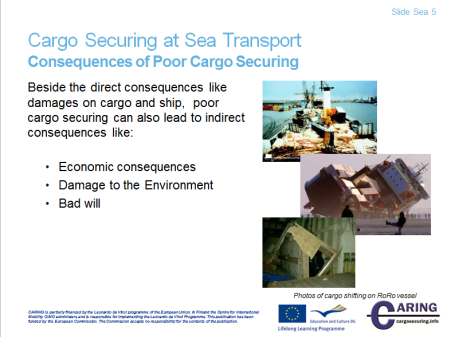 Slide Sea 5
Cargo Securing at Sea Transport
Consequences of Poor Cargo Securing
Beside the direct consequences like
damages on cargo and ship, poor
cargo securing can also lead to indirect
consequences like:
• Economic consequences
• Damage to the Environment
• Bad will
Photos of cargo shifting on RoRo vessel
CARING is partially financed by the Leonardo da Vinci programme of the European Union. In Finland the Centre for International
Mobility CIMO administers and is responsible for implementing the Leonardo da Vinci Programme. This publication has been
funded by the European Commission. The Commission accepts no responsibility for the contents of the publication.
Education and Culture DG
Lifelong Learning Programme
CARING
cargosecuring.info